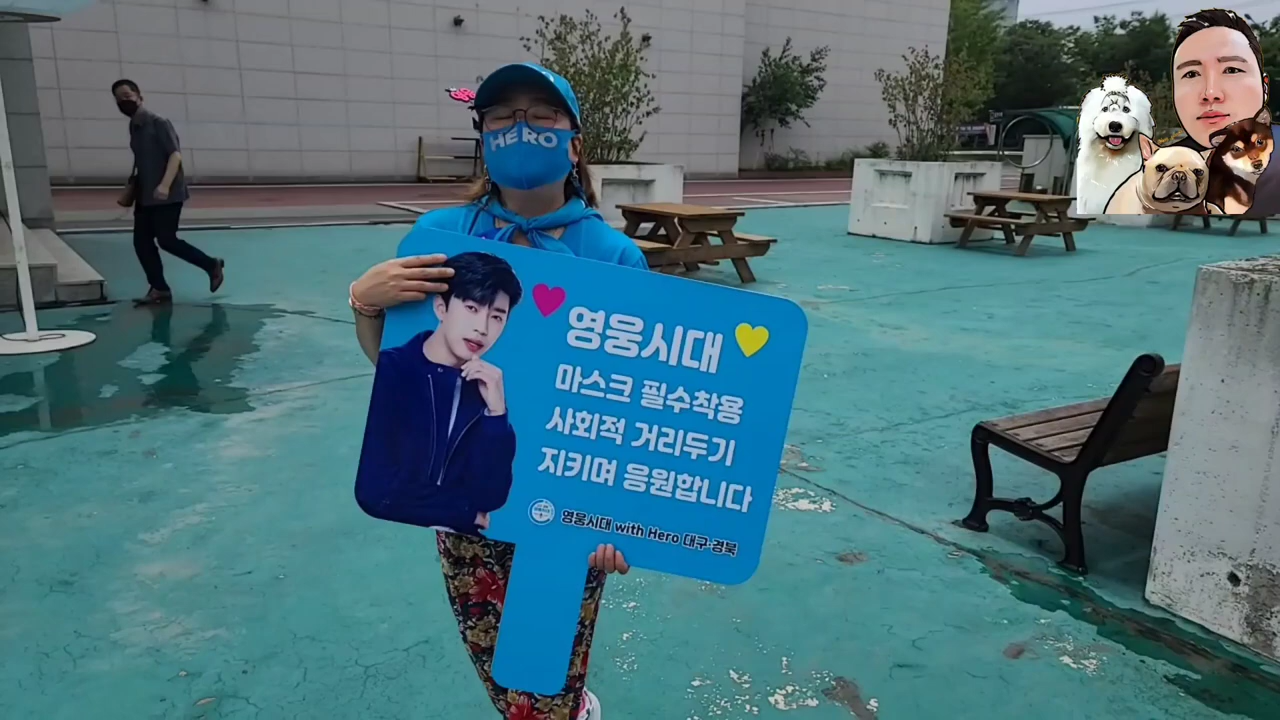 HERO
영웅시대
마스크 필수착용
사회적 거리두기
지키며 응원합니다
영웅시대 with Hero 대구·경북